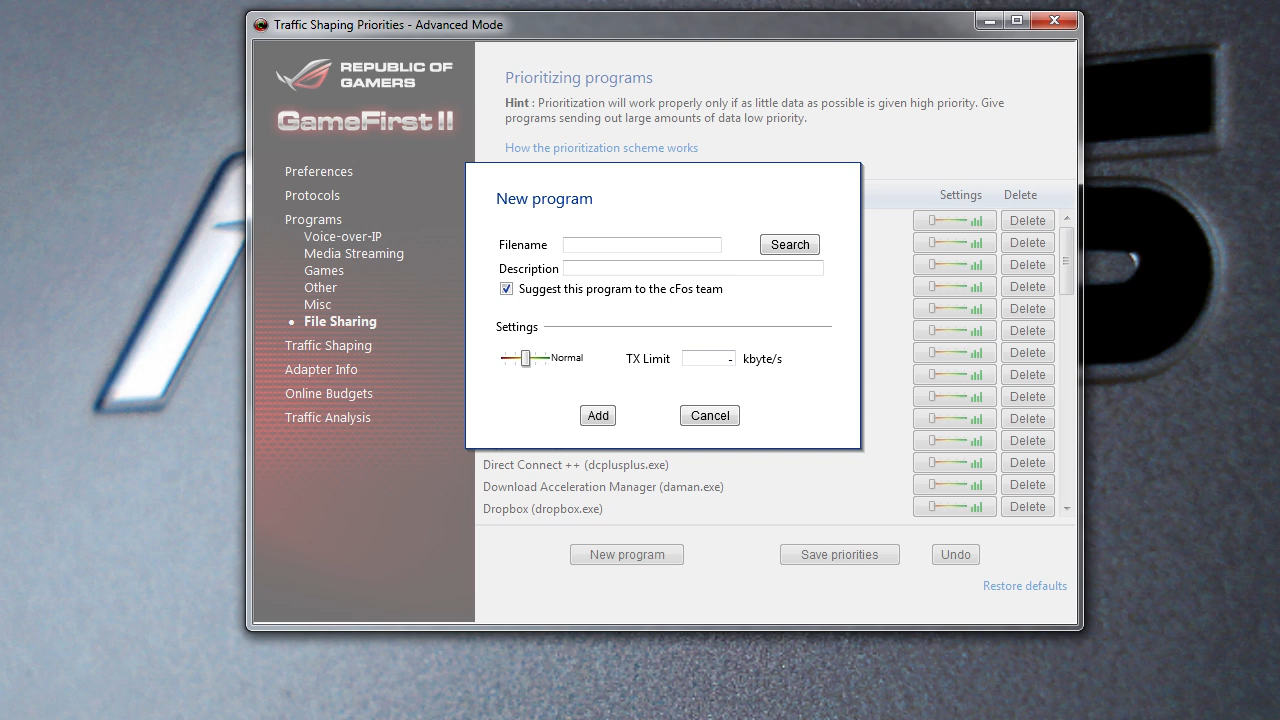 Traffic Shaping Priorities - Advanced Mode
REPUBLIC OF
GAMERS
GameFirst II
Preferences
Protocols
Programs
Voice-over-IP
Media Streaming
Games
Other
Misc
File Sharing
Traffic Shaping
Adapter Info
Online Budgets
Traffic Analysis
Prioritizing programs
Hint : Prioritization will work properly only if as little data as possible is given high priority. Give
programs sending out large amounts of data low priority.
How the prioritization scheme works
Settings Delete
Delete
Delete
Delete
Delete
Delete
Delete
Delete
Delete
Delete
Delete
Delete
New program
Filename Search
Description
Suggest this program to the cFos team
Settings
Normal TX Limit - kbyte/s
Add Cancel
Direct Connect ++ (dcplusplus.exe) Delete
Download Acceleration Manager (daman.exe) Delete
Dropbox (dropbox.exe) Delete
New program Save priorities Undo
Restore defaults